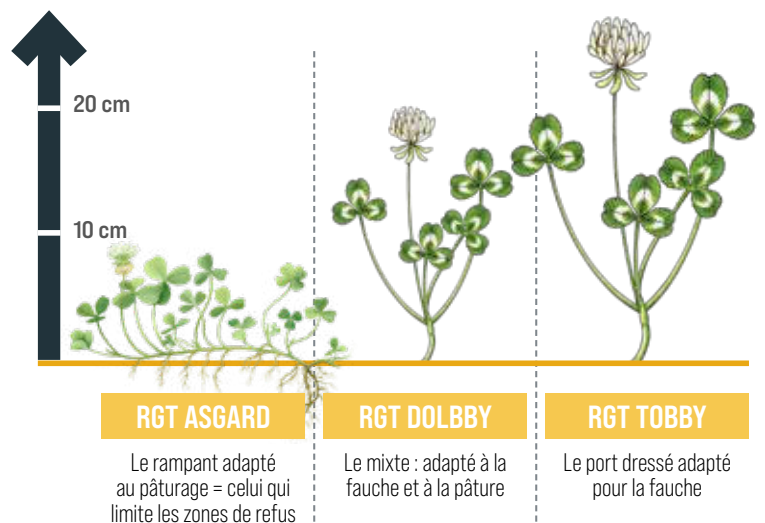 20 cm
10 cm
RGT ASGARD
Le rampant adapté
au pâturage = celui qui
limite les zones de refus
RGT DOLBBY
Le mixte : adapté à la
fauche et à la pâture
RGT TOBBY
Le port dressé adapté
pour la fauche